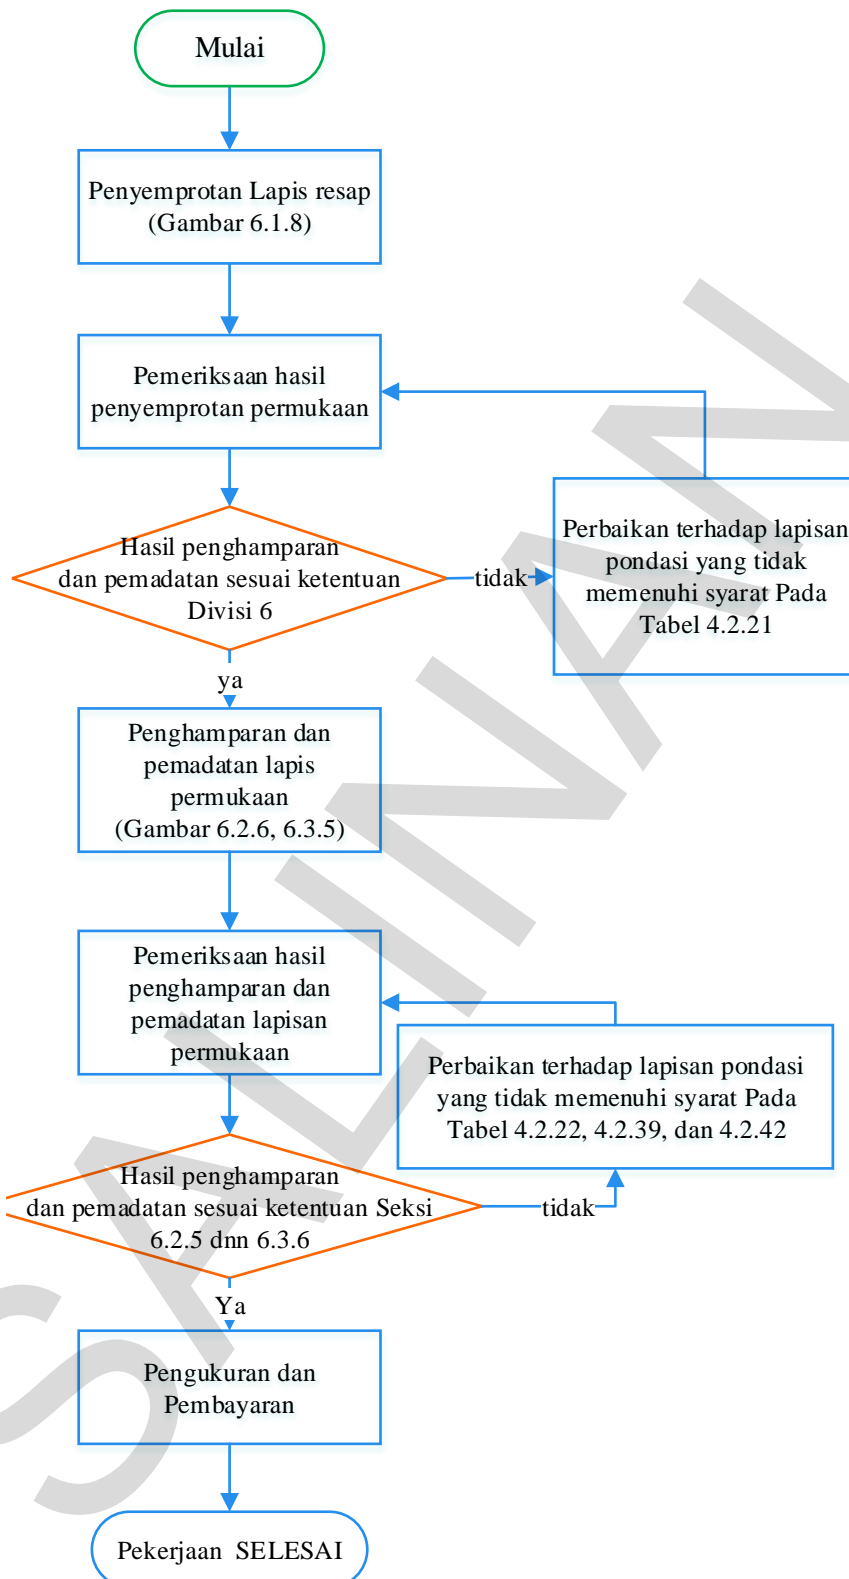 Mulai
Penyemprotan Lapis resap
(Gambar 6.1.8)
Pemeriksaan hasil
penyemprotan permukaan
Hasil penghamparan
dan pemadatan sesuai ketentuan
Divisi 6
tidak
Perbaikan terhadap lapisan
pondasi yang tidak
memenuhi syarat Pada
Tabel 4.2.21
ya
Penghamparan dan
pemadatan lapis
permukaan
(Gambar 6.2.6, 6.3.5)
Pemeriksaan hasil
penghamparan dan
pemadatan lapisan
permukaan
Perbaikan terhadap lapisan pondasi
yang tidak memenuhi syarat Pada
Tabel 4.2.22, 4.2.39, dan 4.2.42
Hasil penghamparan
dan pemadatan sesuai ketentuan Seksi
6.2.5 dnn 6.3.6
tidak
Ya
Pengukuran dan
Pembayaran
Pekerjaan SELESAI
SALINAN